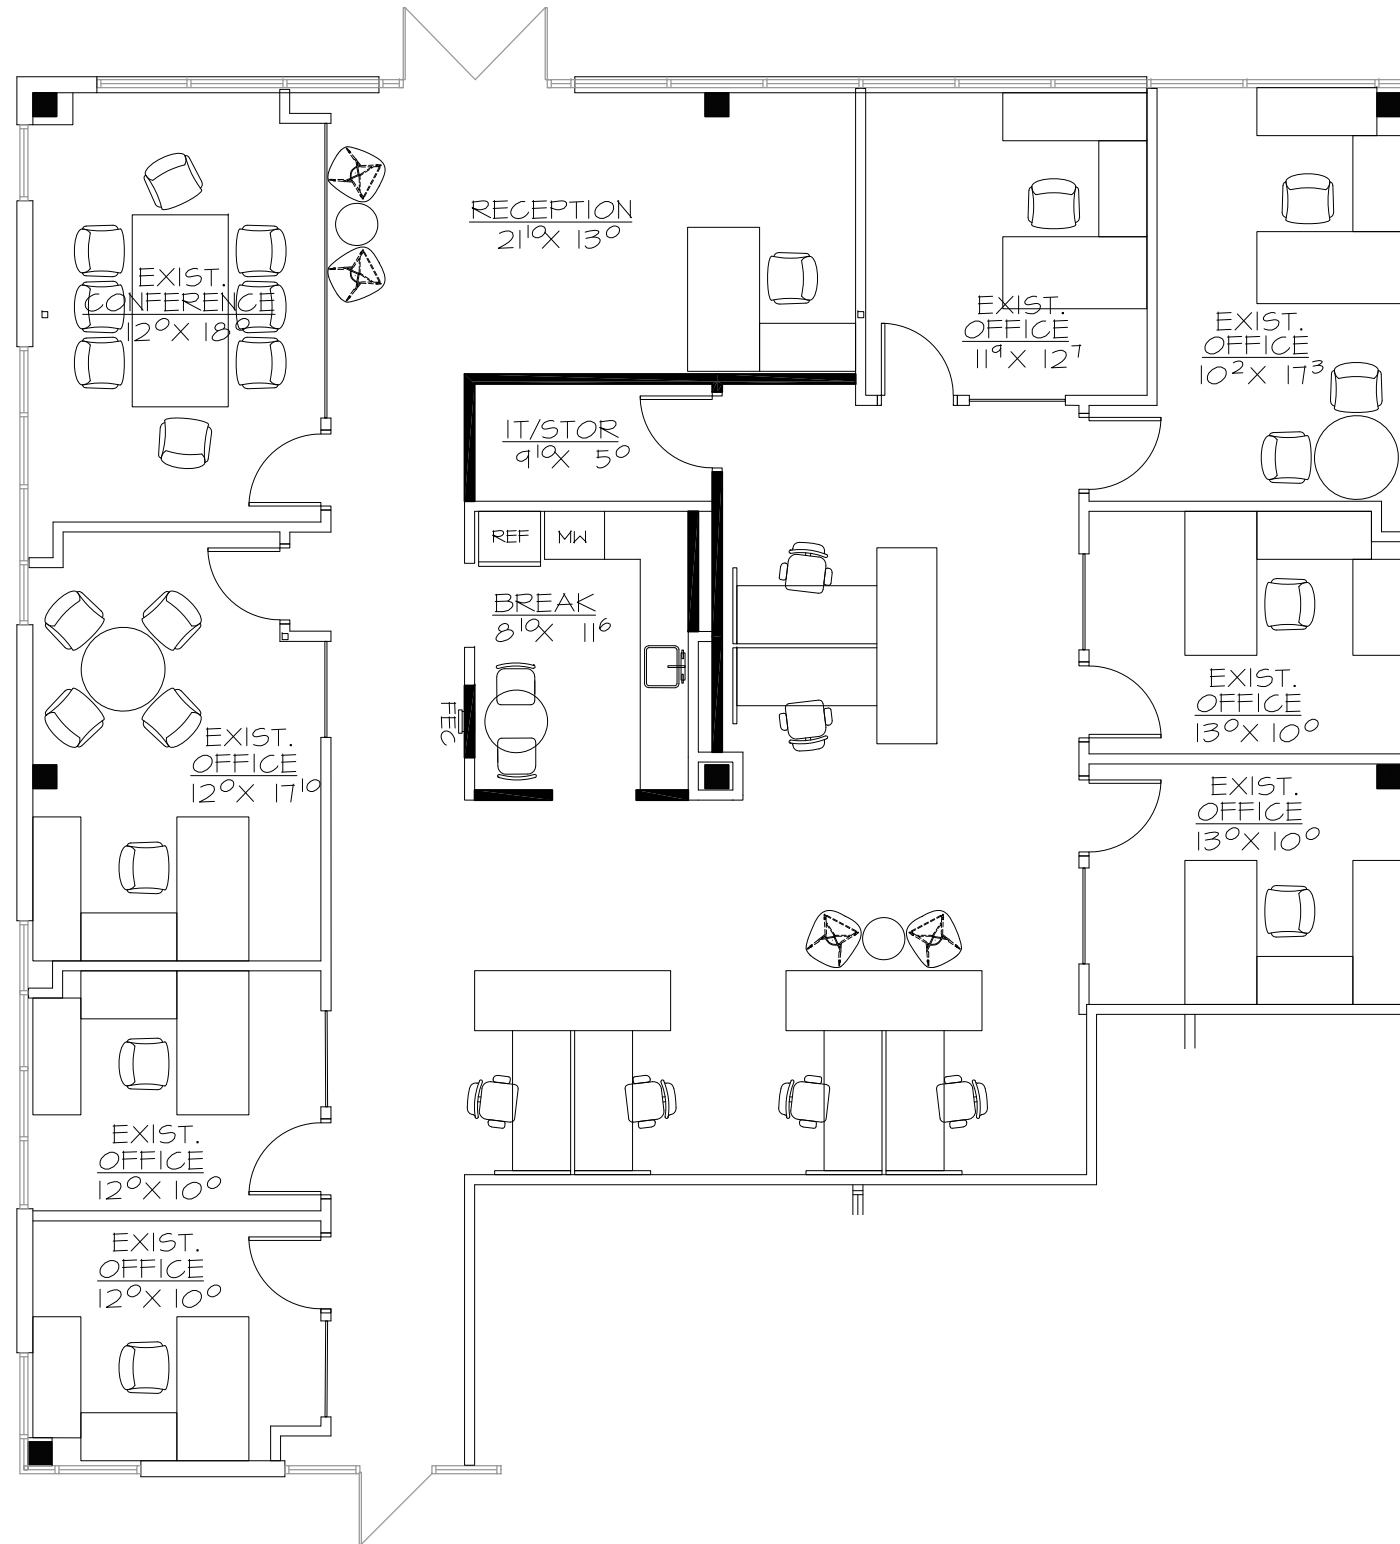 RECEPTION
21¹⁰X 13⁰
EXIST.
CONFERENCE
12⁰X 18⁰
EXIST.
OFFICE
11⁹X 12⁷
EXIST.
OFFICE
10²X 17³
IT/STOR
9¹⁰X 5⁰
REF
MW
BREAK
8¹⁰X 11⁶
FEC
EXIST.
OFFICE
13⁰X 10⁰
EXIST.
OFFICE
12⁰X 17¹⁰
EXIST.
OFFICE
13⁰X 10⁰
EXIST.
OFFICE
12⁰X 10⁰
EXIST.
OFFICE
12⁰X 10⁰